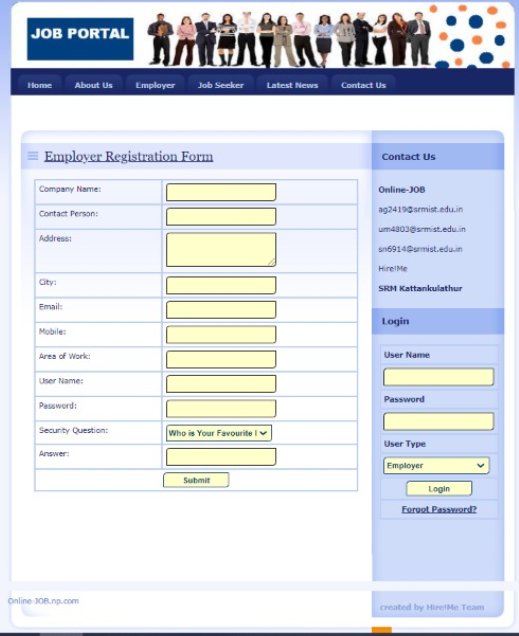 JOB PORTAL
Home About Us Employer Job Seeker Latest News Contact Us
Employer Registration Form
Company Name:
Contact Person:
Address:
City:
Email:
Mobile:
Area of Work:
User Name:
Password:
Security Question: Who is Your Favourite
Answer:
Submit
Contact Us
Online-JOB
ag2419@srmist.edu.in
um4803@srmist.edu.in
sn6914@srmist.edu.in
Hire!Me
SRM Kattankulathur
Login
User Name
Password
User Type
Employer
Login
Forgot Password?
Online-JOB.np.com
created by Hire!Me Team